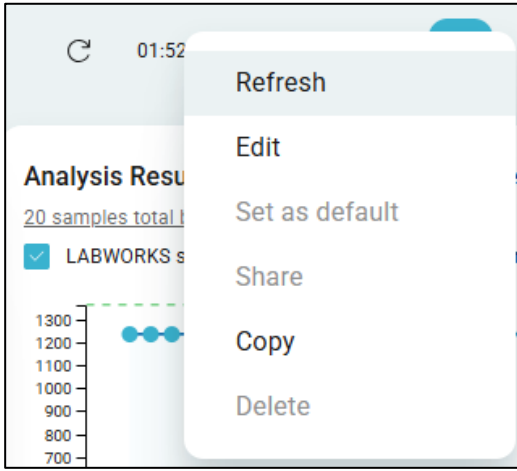 01:52
Refresh
Edit
Set as default
Share
Copy
Delete
Analysis Resu
20 samples total
LABWORKS s
1300
1200
1100
1000
900
800
700